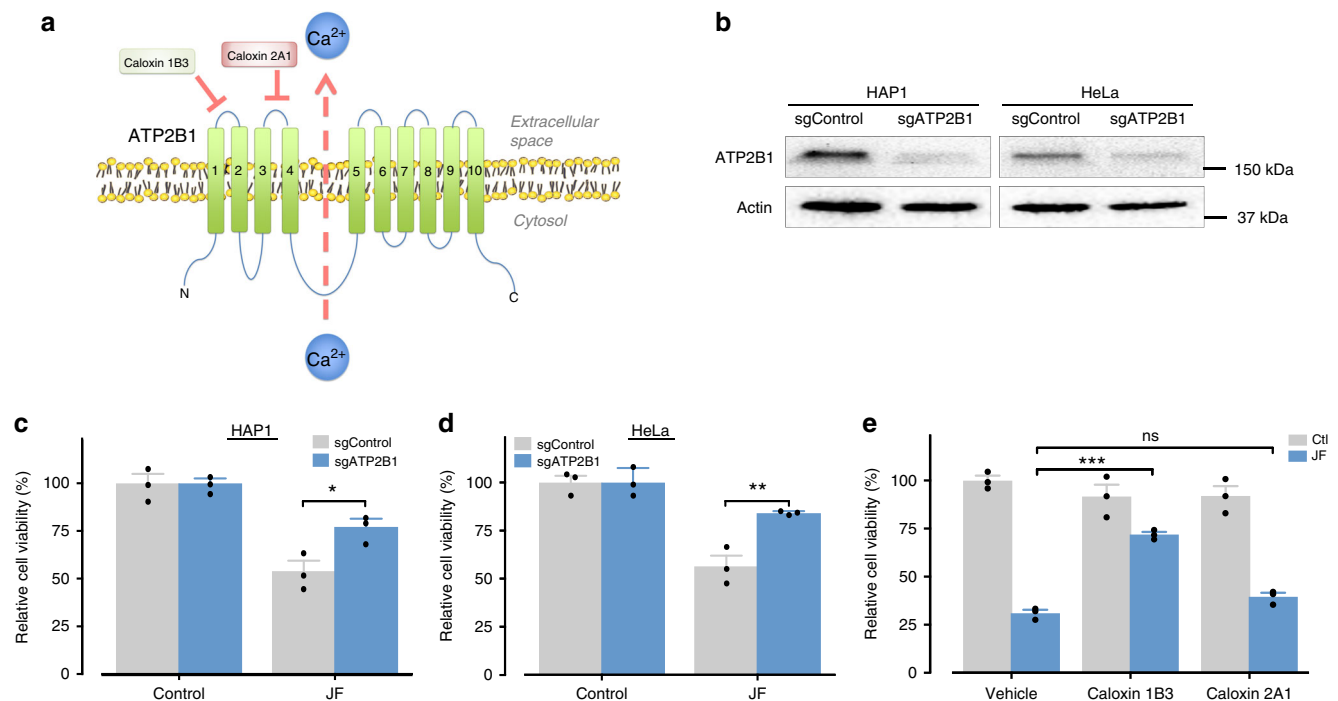 a
Ca2+
Caloxin 1B3
Caloxin 2A1
ATP2B1
Extracellular
space
1 2 3 4 5 6 7 8 9 10
Cytosol
N
C
Ca2+
b
HAP1
HeLa
sgControl sgATP2B1 sgControl sgATP2B1
ATP2B1
150 kDa
Actin
37 kDa
c
HAP1
sgControl
sgATP2B1
Relative cell viability (%)
100
75
50
25
0
*
Control
JF
d
HeLa
sgControl
sgATP2B1
Relative cell viability (%)
100
75
50
25
0
**
Control
JF
e
Ctl
JF
ns
***
Relative cell viability (%)
100
75
50
25
0
Vehicle
Caloxin 1B3
Caloxin 2A1